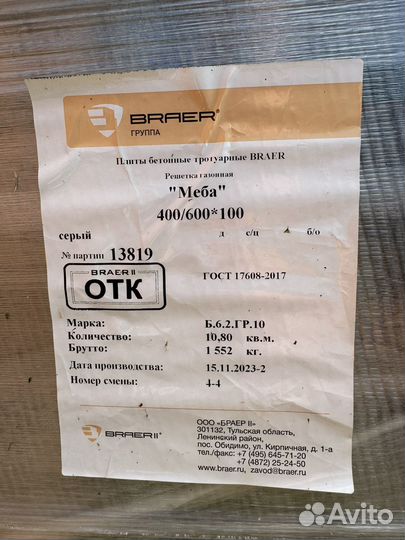 BRAER
ГРУППА
Плиты бетонные тротуарные BRAER
Решетка газонная
"Меба"
400/600*100
серый д с/ц б/о
№ партии 13819
BRAER II
ОТК
ГОСТ 17608-2017
Марка: Б.6.2.ГР.10
Количество: 10,80 кв.м.
Брутто: 1 552 кг.
Дата производства: 15.11.2023-2
Номер смены: 4-4
BRAER II
ООО «БРАЕР II»
301132, Тульская область,
Ленинский район,
пос. Обидимо, ул. Кирпичная, д. 1-а
тел./факс: +7 (495) 645-71-20
+7 (4872) 25-24-50
www.braer.ru, zavod@braer.ru
Avito